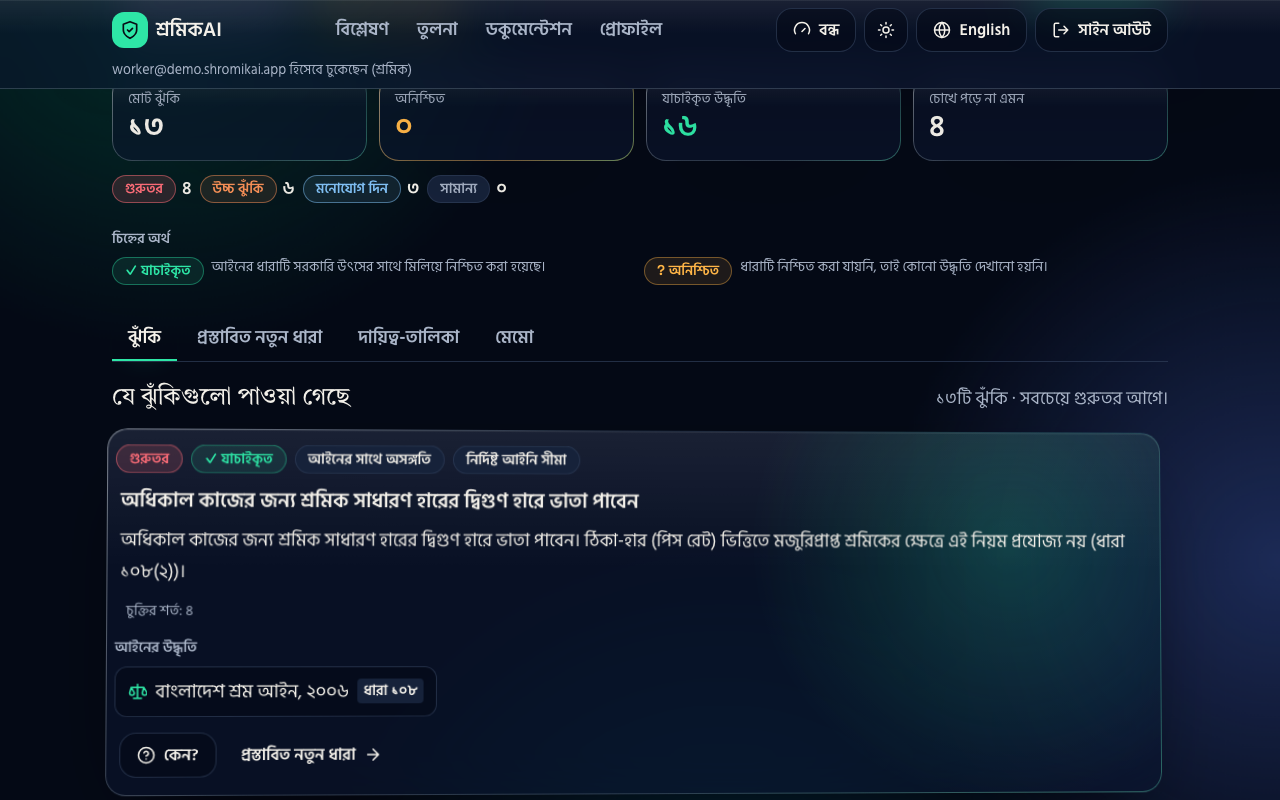 শ্রমিকAI
বিশ্লেষণ তুলনা ডকুমেন্টেশন প্রোফাইল
বন্ধ English সাইন আউট
worker@demo.shromikai.app হিসেবে ঢুকেছেন (শ্রমিক)
মোট ঝুঁকি অনিশ্চিত যাচাইকৃত উদ্ধৃতি চোখে পড়ে না এমন
১৩ ০ ১৬ ৪
গুরুতর ৪ উচ্চ ঝুঁকি ৬ মনোযোগ দিন ৩ সামান্য ০
চিহ্নের অর্থ
✓ যাচাইকৃত আইনের ধারাটি সরকারি উৎসের সাথে মিলিয়ে নিশ্চিত করা হয়েছে।
? অনিশ্চিত ধারাটি নিশ্চিত করা যায়নি, তাই কোনো উদ্ধৃতি দেখানো হয়নি।
ঝুঁকি প্রস্তাবিত নতুন ধারা দায়িত্ব-তালিকা মেমো
যে ঝুঁকিগুলো পাওয়া গেছে ১৩টি ঝুঁকি · সবচেয়ে গুরুতর আগে।
গুরুতর ✓ যাচাইকৃত আইনের সাথে অসঙ্গতি নির্দিষ্ট আইনি সীমা
অধিকাল কাজের জন্য শ্রমিক সাধারণ হারের দ্বিগুণ হারে ভাতা পাবেন
অধিকাল কাজের জন্য শ্রমিক সাধারণ হারের দ্বিগুণ হারে ভাতা পাবেন। ঠিকা-হার (পিস রেট) ভিত্তিতে মজুরিপ্রাপ্ত শ্রমিকের ক্ষেত্রে এই নিয়ম প্রযোজ্য নয় (ধারা
১০৮(২))।
চুক্তির শর্ত: ৪
আইনের উদ্ধৃতি
বাংলাদেশ শ্রম আইন, ২০০৬ ধারা ১০৮
কেন? প্রস্তাবিত নতুন ধারা →